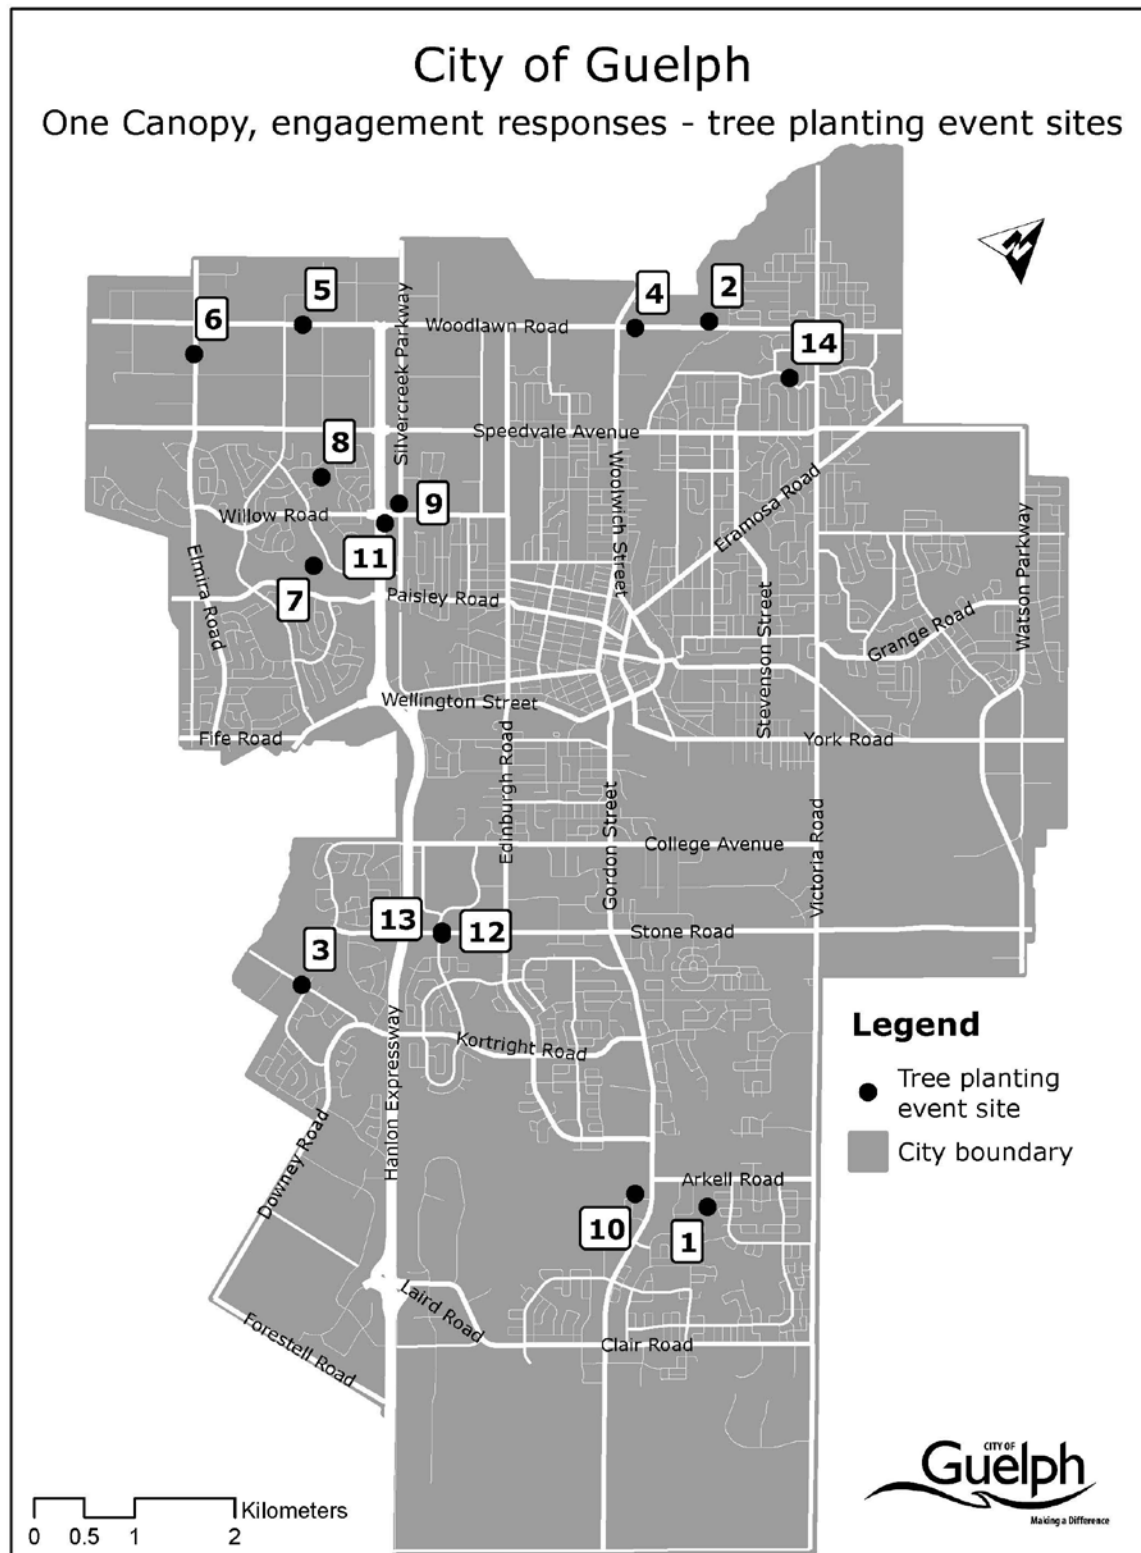 City of Guelph
One Canopy, engagement responses - tree planting event sites
N
5
4
2
6
Silvercreek Parkway
Woodlawn Road
14
8
Speedvale Avenue
9
Willow Road
Woolwich Street
Eramosa Road
11
Elmira Road
7
Paisley Road
Stevenson Street
Grange Road
Watson Parkway
Wellington Street
Fife Road
York Road
Edinburgh Road
Gordon Street
College Avenue
Victoria Road
13
12
Stone Road
3
Legend
Kortright Road
Tree planting
event site
Hanlon Expressway
City boundary
Downey Road
Arkell Road
10
1
Laird Road
Forestell Road
Clair Road
CITY OF
Guelph
Making a Difference
Kilometers
0 0.5 1 2